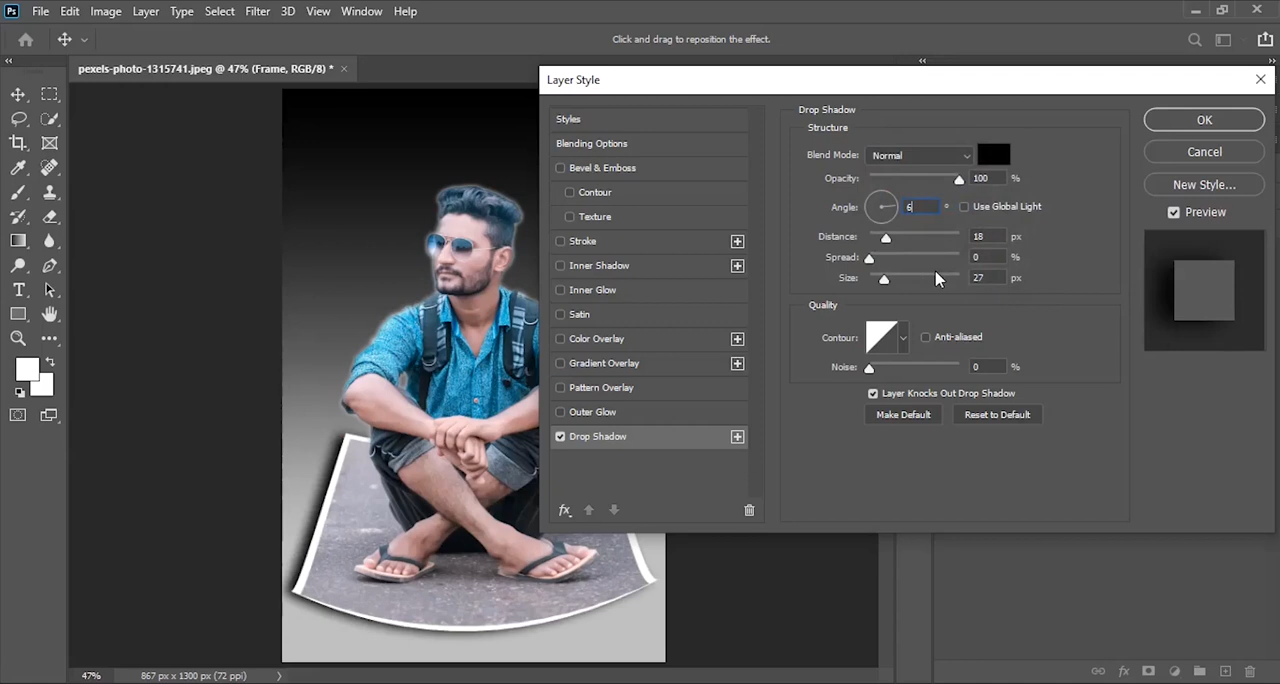 Ps File Edit Image Layer Type Select Filter 3D View Window Help
Click and drag to reposition the effect.
pexels-photo-1315741.jpeg @ 47% (Frame, RGB/8) * ×
Layer Style
Styles
Blending Options
Bevel & Emboss
Contour
Texture
Stroke
Inner Shadow
Inner Glow
Satin
Color Overlay
Gradient Overlay
Pattern Overlay
Outer Glow
Drop Shadow
fx
Drop Shadow
Structure
Blend Mode: Normal
Opacity: 100 %
Angle: 6 ° Use Global Light
Distance: 18 px
Spread: 0 %
Size: 27 px
Quality
Contour: Anti-aliased
Noise: 0 %
Layer Knocks Out Drop Shadow
Make Default Reset to Default
OK
Cancel
New Style...
Preview
47% 867 px x 1300 px (72 ppi)
fx